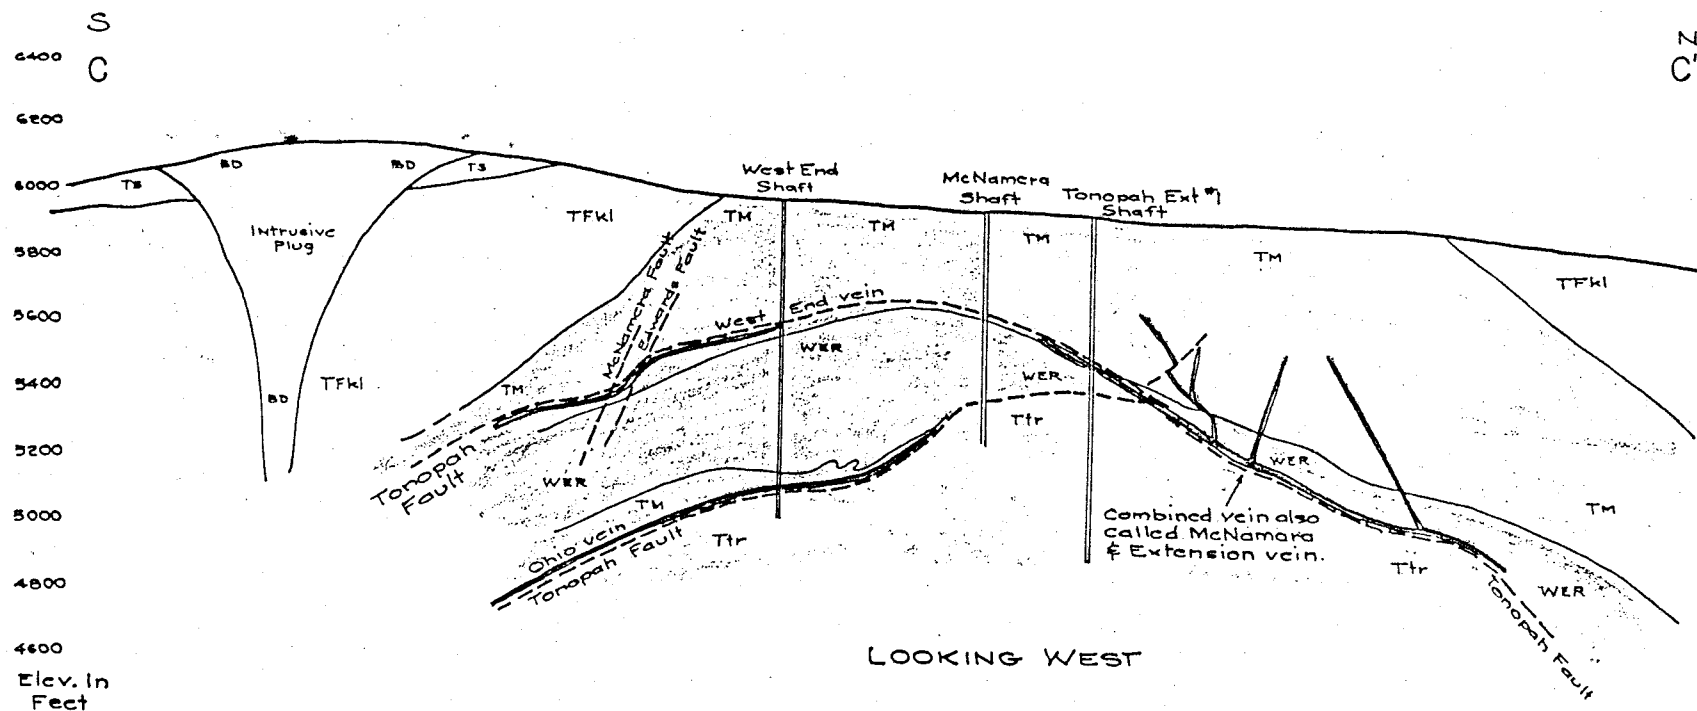 S
N
C
C'
6400
6200
6000
5800
5600
5400
5200
5000
4800
4600
Elev. In
Feet
TS
BD
BD
TS
Intrusive
Plug
BD
TFkl
TFkl
TM
West End
Shaft
TM
McNamera
Shaft
TM
Tonopah Ext #1
Shaft
TM
TFkl
McNamera Fault
Edwards Fault
West End vein
WER
TM
WER
Ttr
Tonopah
Fault
WER
WER
Ohio vein
Tonopah Fault
Ttr
Combined vein also
called McNamara
& Extension vein.
Ttr
TM
WER
Tonopah Fault
LOOKING WEST